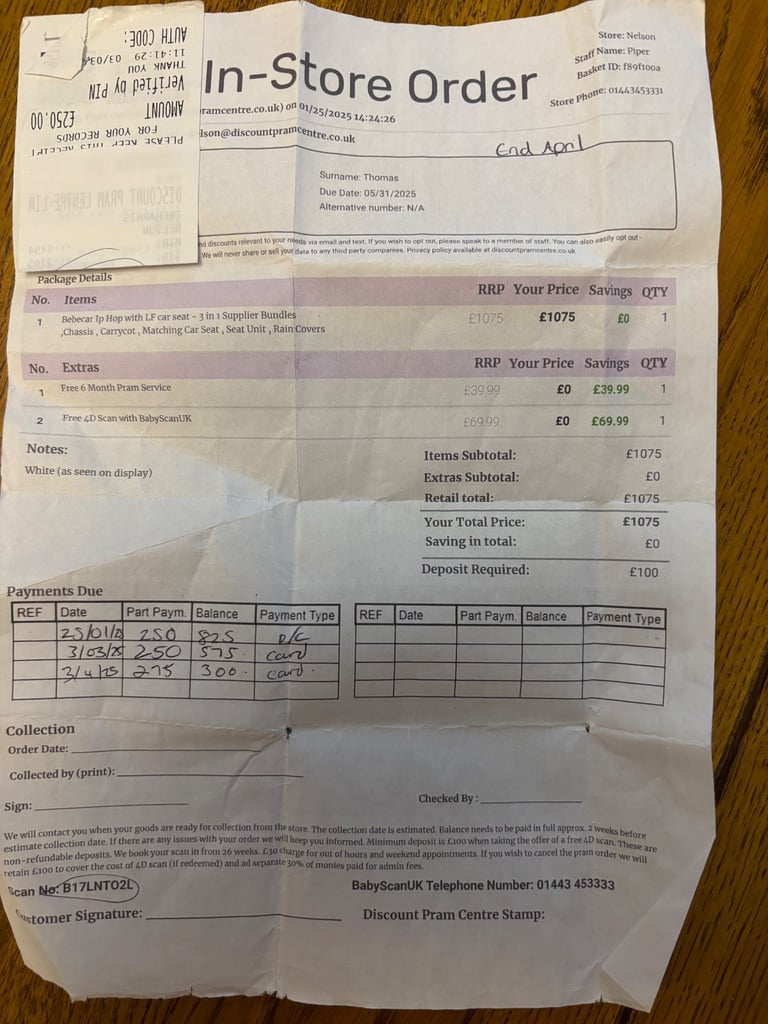 In-Store Order
Store: Nelson
Staff Name: Piper
Basket ID: f89f100a
Store Phone: 01443453331
ramcentre.co.uk) on 01/25/2025 14:24:26
lson@discountpramcentre.co.uk
End April
Surname: Thomas
Due Date: 05/31/2025
Alternative number: N/A
nd discounts relevant to your needs via email and text. If you wish to opt out, please speak to a member of staff. You can also easily opt out -
We will never share or sell your date to any third party companies. Privacy policy available at discountpramcentre.co.uk
DISCOUNT PRAM CENTRE
NELSON
PLEASE KEEP THIS RECEIPT
FOR YOUR RECORDS
AMOUNT £250.00
Verified by PIN
THANK YOU
11:41:29 03/03/
AUTH CODE:
Package Details
No. Items RRP Your Price Savings QTY
1 Bebecar Ip Hop with LF car seat - 3 in 1 Supplier Bundles £1075 £1075 £0 1
,Chassis , Carrycot , Matching Car Seat , Seat Unit , Rain Covers
No. Extras RRP Your Price Savings QTY
1 Free 6 Month Pram Service £39.99 £0 £39.99 1
2 Free 4D Scan with BabyScanUK £69.99 £0 £69.99 1
Notes:
White (as seen on display)
Items Subtotal: £1075
Extras Subtotal: £0
Retail total: £1075
Your Total Price: £1075
Saving in total: £0
Deposit Required: £100
Payments Due
REF Date Part Paym. Balance Payment Type
25/01/25 250 825 D/C
3/03/25 250 575. card
3/4/25 275 300. card.
REF Date Part Paym. Balance Payment Type
Collection
Order Date:
Collected by (print):
Sign:
Checked By :
We will contact you when your goods are ready for collection from the store. The collection date is estimated. Balance needs to be paid in full approx. 2 weeks before
estimate collection date. If there are any issues with your order we will keep you informed. Minimum deposit is £100 when taking the offer of a free 4D scan. These are
non-refundable deposits. We book your scan in from 26 weeks. £30 charge for out of hours and weekend appointments. If you wish to cancel the pram order we will
retain £100 to cover the cost of 4D scan (if redeemed) and ad separate 30% of monies paid for admin fees.
Scan No: B17LNTO2L
BabyScanUK Telephone Number: 01443 453333
Customer Signature:
Discount Pram Centre Stamp: